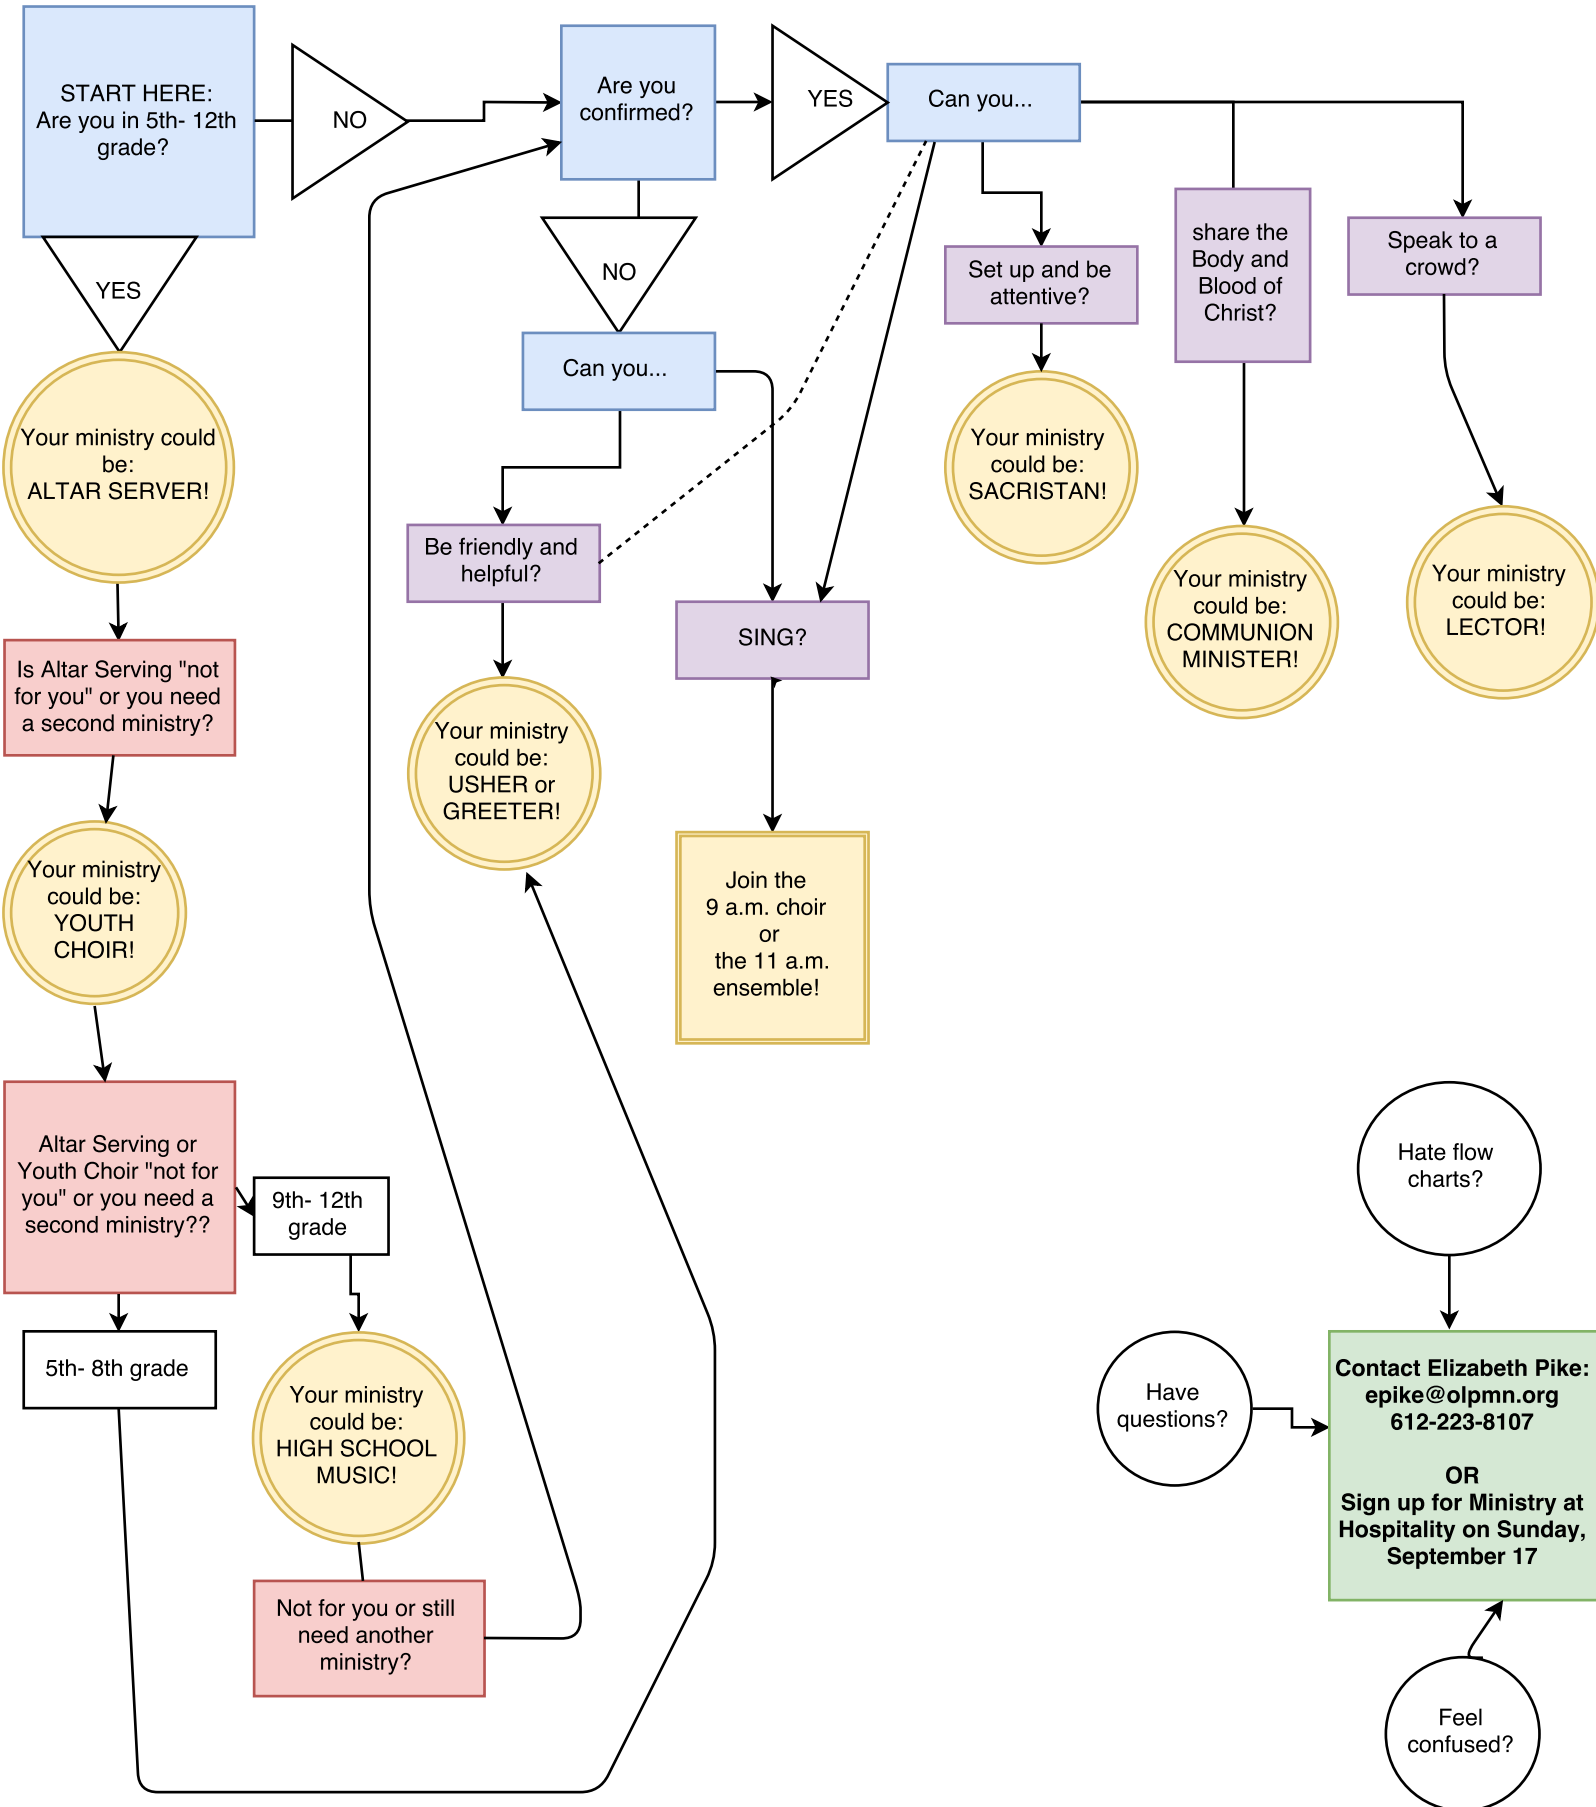 START HERE:
Are you in 5th- 12th
grade?
NO
Are you
confirmed?
YES
Can you...
YES
NO
share the
Body and
Blood of
Christ?
Speak to a
crowd?
Set up and be
attentive?
Can you...
Your ministry could
be:
ALTAR SERVER!
Your ministry
could be:
SACRISTAN!
Be friendly and
helpful?
SING?
Your ministry
could be:
COMMUNION
MINISTER!
Your ministry
could be:
LECTOR!
Is Altar Serving "not
for you" or you need
a second ministry?
Your ministry
could be:
USHER or
GREETER!
Your ministry
could be:
YOUTH
CHOIR!
Join the
9 a.m. choir
or
the 11 a.m.
ensemble!
Altar Serving or
Youth Choir "not for
you" or you need a
second ministry??
9th- 12th
grade
5th- 8th grade
Your ministry
could be:
HIGH SCHOOL
MUSIC!
Not for you or still
need another
ministry?
Hate flow
charts?
Have
questions?
Contact Elizabeth Pike:
epike@olpmn.org
612-223-8107
OR
Sign up for Ministry at
Hospitality on Sunday,
September 17
Feel
confused?